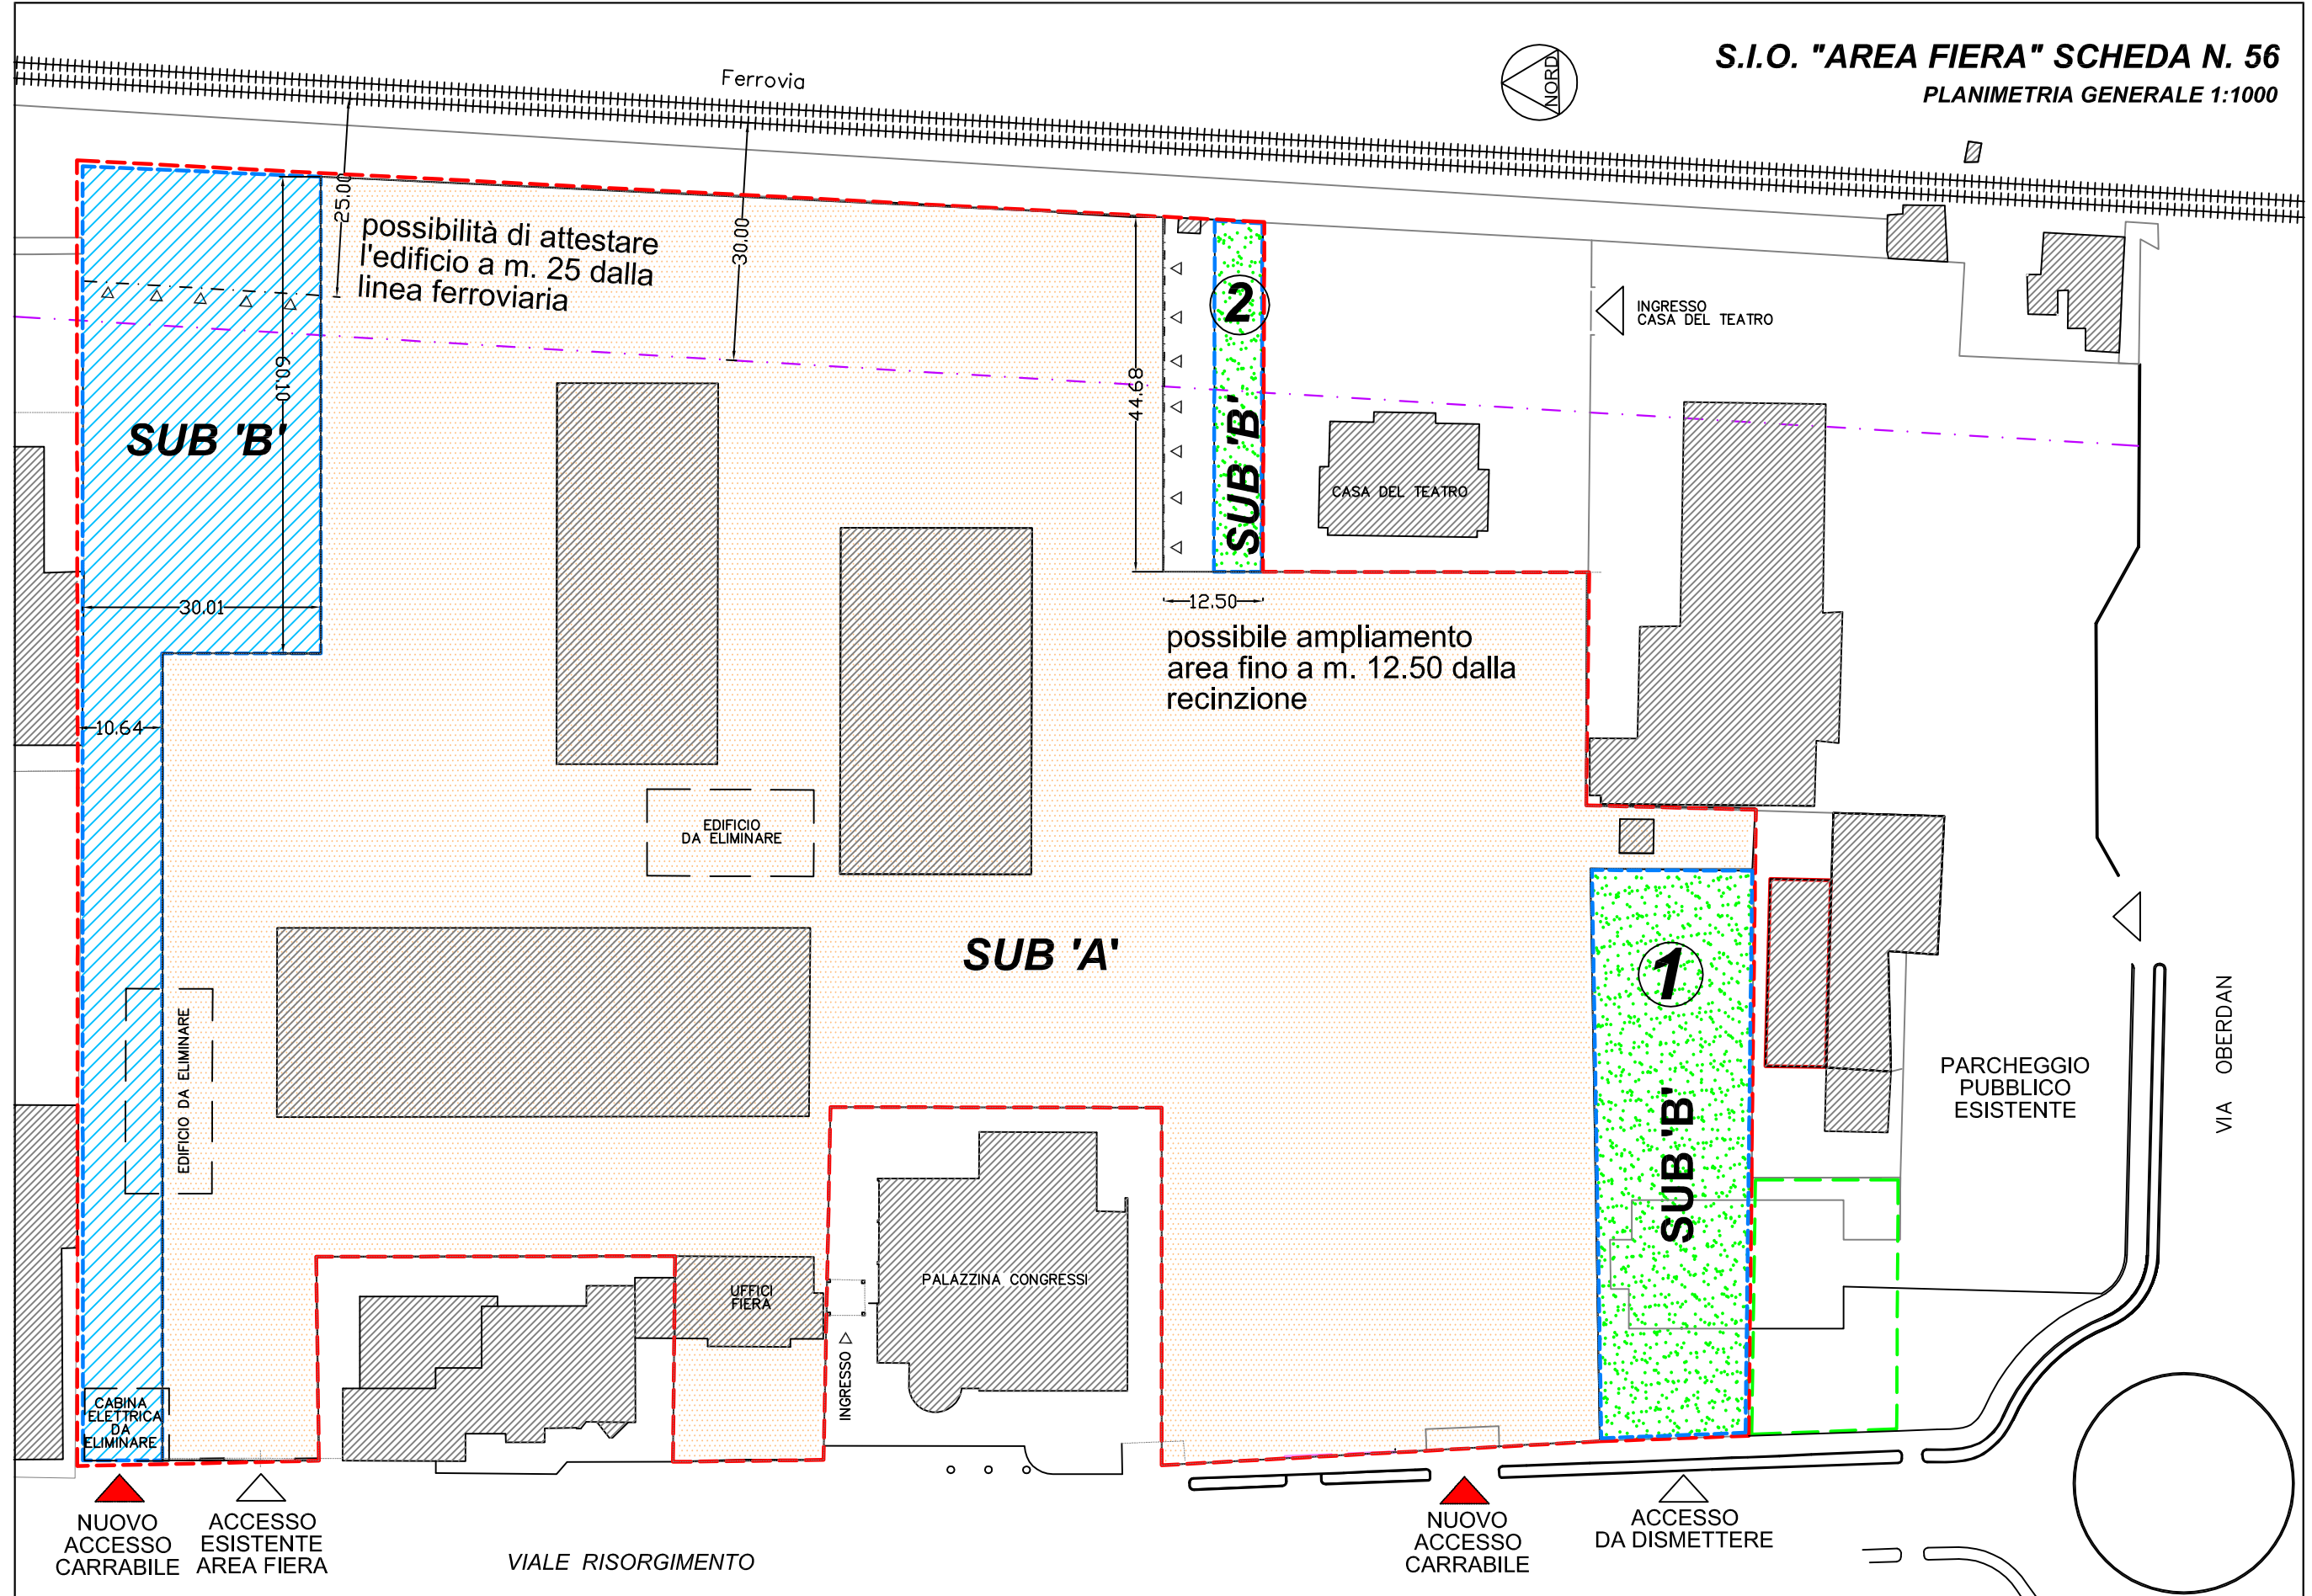 S.I.O. "AREA FIERA" SCHEDA N. 56
PLANIMETRIA GENERALE 1:1000
NORD
Ferrovia
25.00
30.00
possibilità di attestare
l'edificio a m. 25 dalla
linea ferroviaria
60.10
SUB 'B'
30.01
10.64
44.68
2
SUB 'B'
12.50
possibile ampliamento
area fino a m. 12.50 dalla
recinzione
INGRESSO
CASA DEL TEATRO
CASA DEL TEATRO
EDIFICIO
DA ELIMINARE
SUB 'A'
EDIFICIO DA ELIMINARE
1
SUB 'B'
PARCHEGGIO
PUBBLICO
ESISTENTE
VIA OBERDAN
UFFICI
FIERA
INGRESSO
PALAZZINA CONGRESSI
CABINA
ELETTRICA
DA
ELIMINARE
NUOVO
ACCESSO
CARRABILE
ACCESSO
ESISTENTE
AREA FIERA
VIALE RISORGIMENTO
NUOVO
ACCESSO
CARRABILE
ACCESSO
DA DISMETTERE